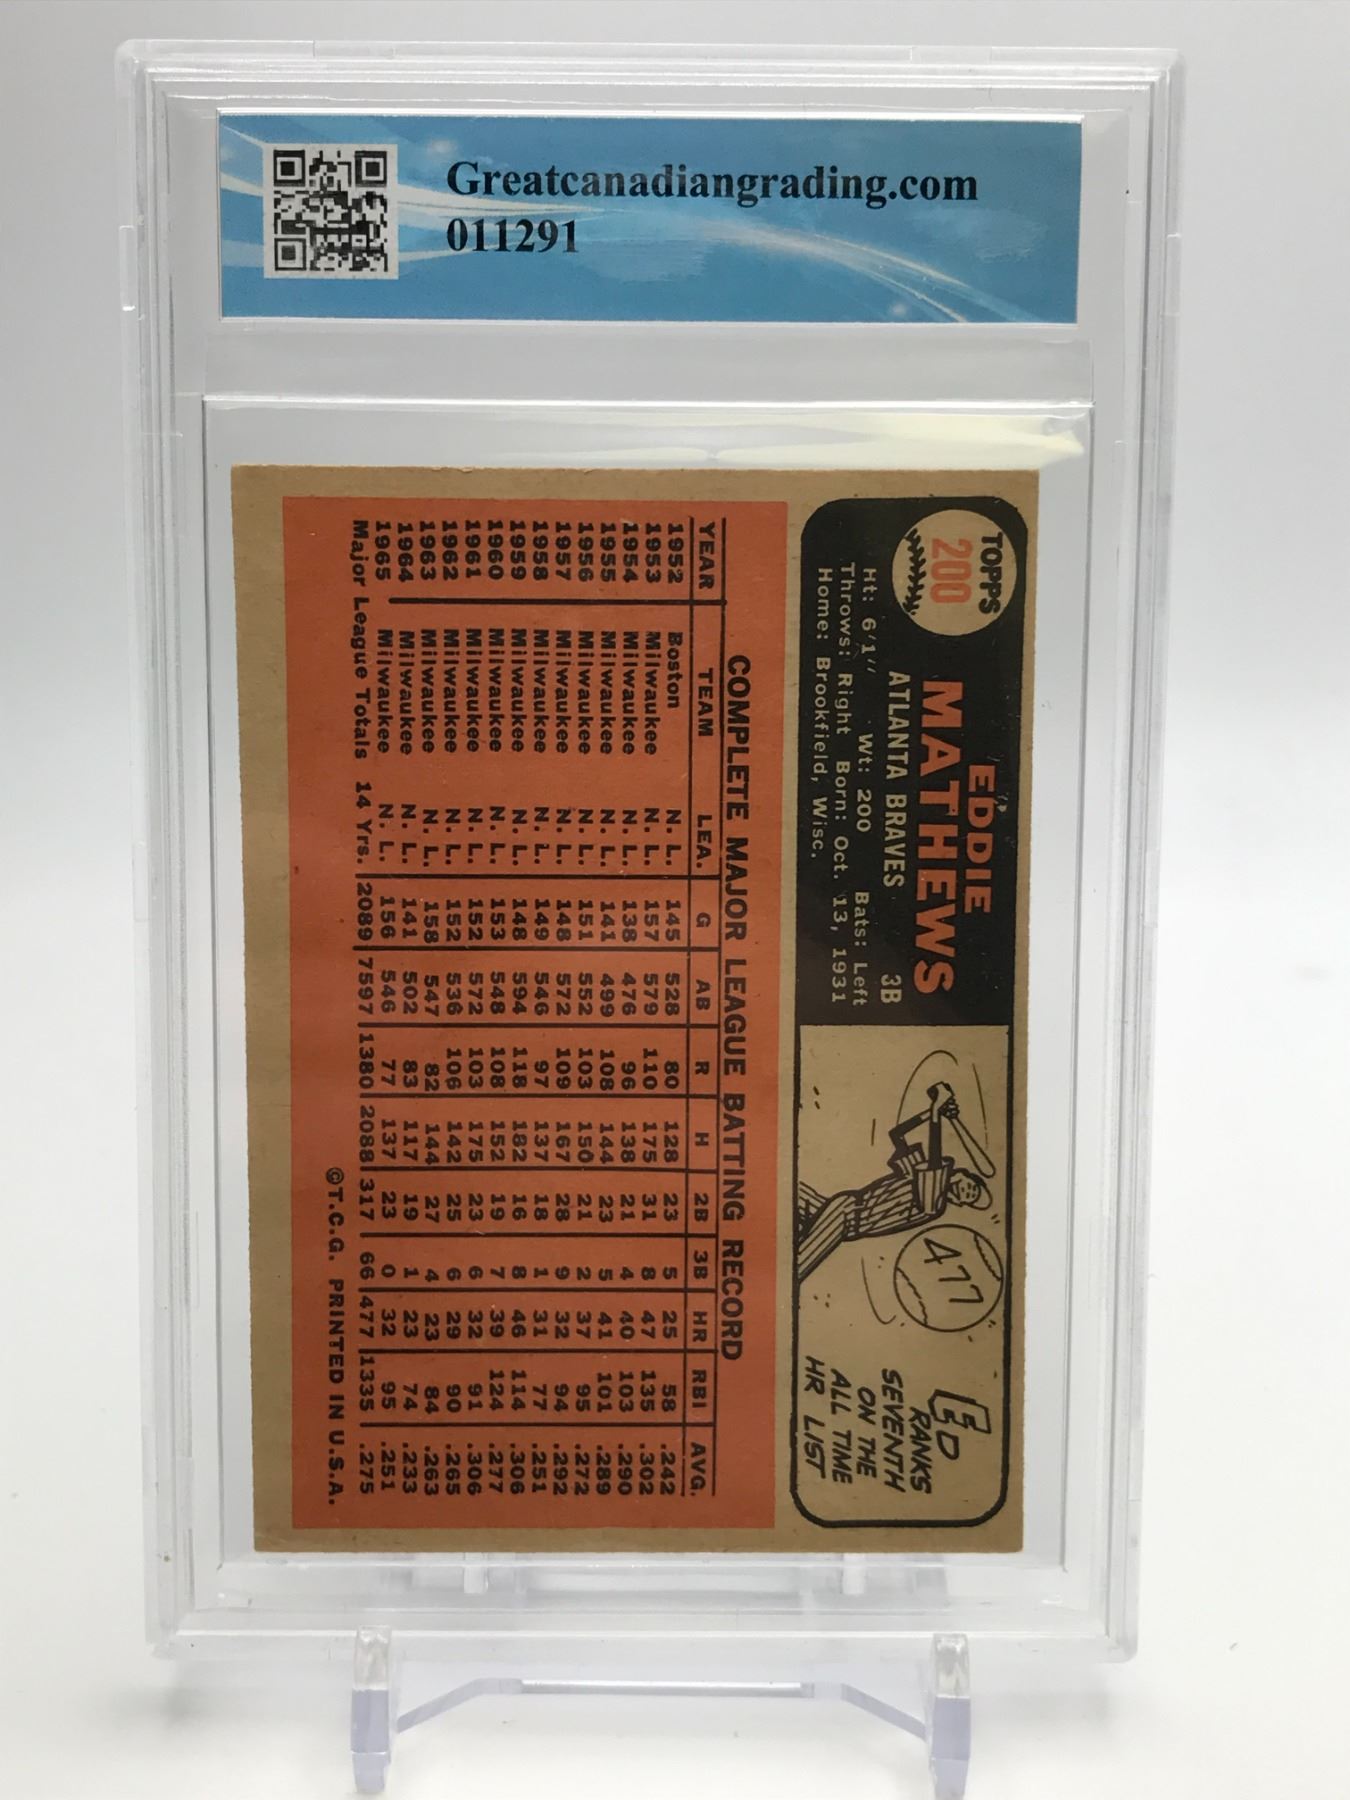 Greatcanadiangrading.com
011291
TOPPS
200
EDDIE
MATHEWS
ATLANTA BRAVES 3B
Ht: 6'1" Wt: 200 Bats: Left
Throws: Right Born: Oct. 13, 1931
Home: Brookfield, Wisc.
477
ED
RANKS
SEVENTH
ON THE
ALL TIME
HR LIST
COMPLETE MAJOR LEAGUE BATTING RECORD
YEAR TEAM LEA. G AB R H 2B 3B HR RBI AVG.
1952 Boston N. L. 145 528 80 128 23 5 25 58 .242
1953 Milwaukee N. L. 157 579 110 175 31 8 47 135 .302
1954 Milwaukee N. L. 138 476 96 138 21 4 40 103 .290
1955 Milwaukee N. L. 141 499 108 144 23 5 41 101 .289
1956 Milwaukee N. L. 151 552 103 150 21 2 37 95 .272
1957 Milwaukee N. L. 148 572 109 167 28 9 32 94 .292
1958 Milwaukee N. L. 149 546 97 137 18 1 31 77 .251
1959 Milwaukee N. L. 148 594 118 182 16 8 46 114 .306
1960 Milwaukee N. L. 153 548 108 152 19 7 39 124 .277
1961 Milwaukee N. L. 152 572 103 175 23 6 32 91 .306
1962 Milwaukee N. L. 152 536 106 142 25 6 29 90 .265
1963 Milwaukee N. L. 158 547 82 144 27 4 23 84 .263
1964 Milwaukee N. L. 141 502 83 117 19 1 23 74 .233
1965 Milwaukee N. L. 156 546 77 137 23 0 32 95 .251
Major League Totals 14 Yrs. 2089 7597 1380 2088 317 66 477 1335 .275
©T.C.G. PRINTED IN U.S.A.